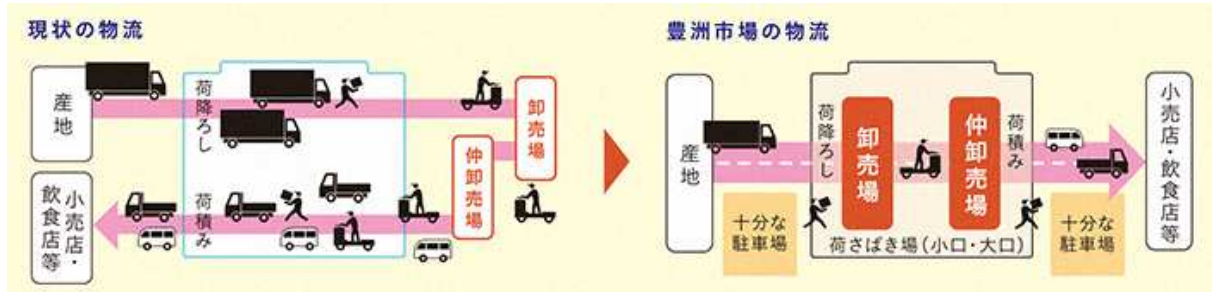 現状の物流
産地
荷降ろし
卸売場
仲卸売場
荷積み
小売店・
飲食店等
豊洲市場の物流
産地
荷降ろし
卸売場
仲卸売場
荷積み
小売店・飲食店等
十分な
駐車場
荷さばき場(小口・大口)
十分な
駐車場